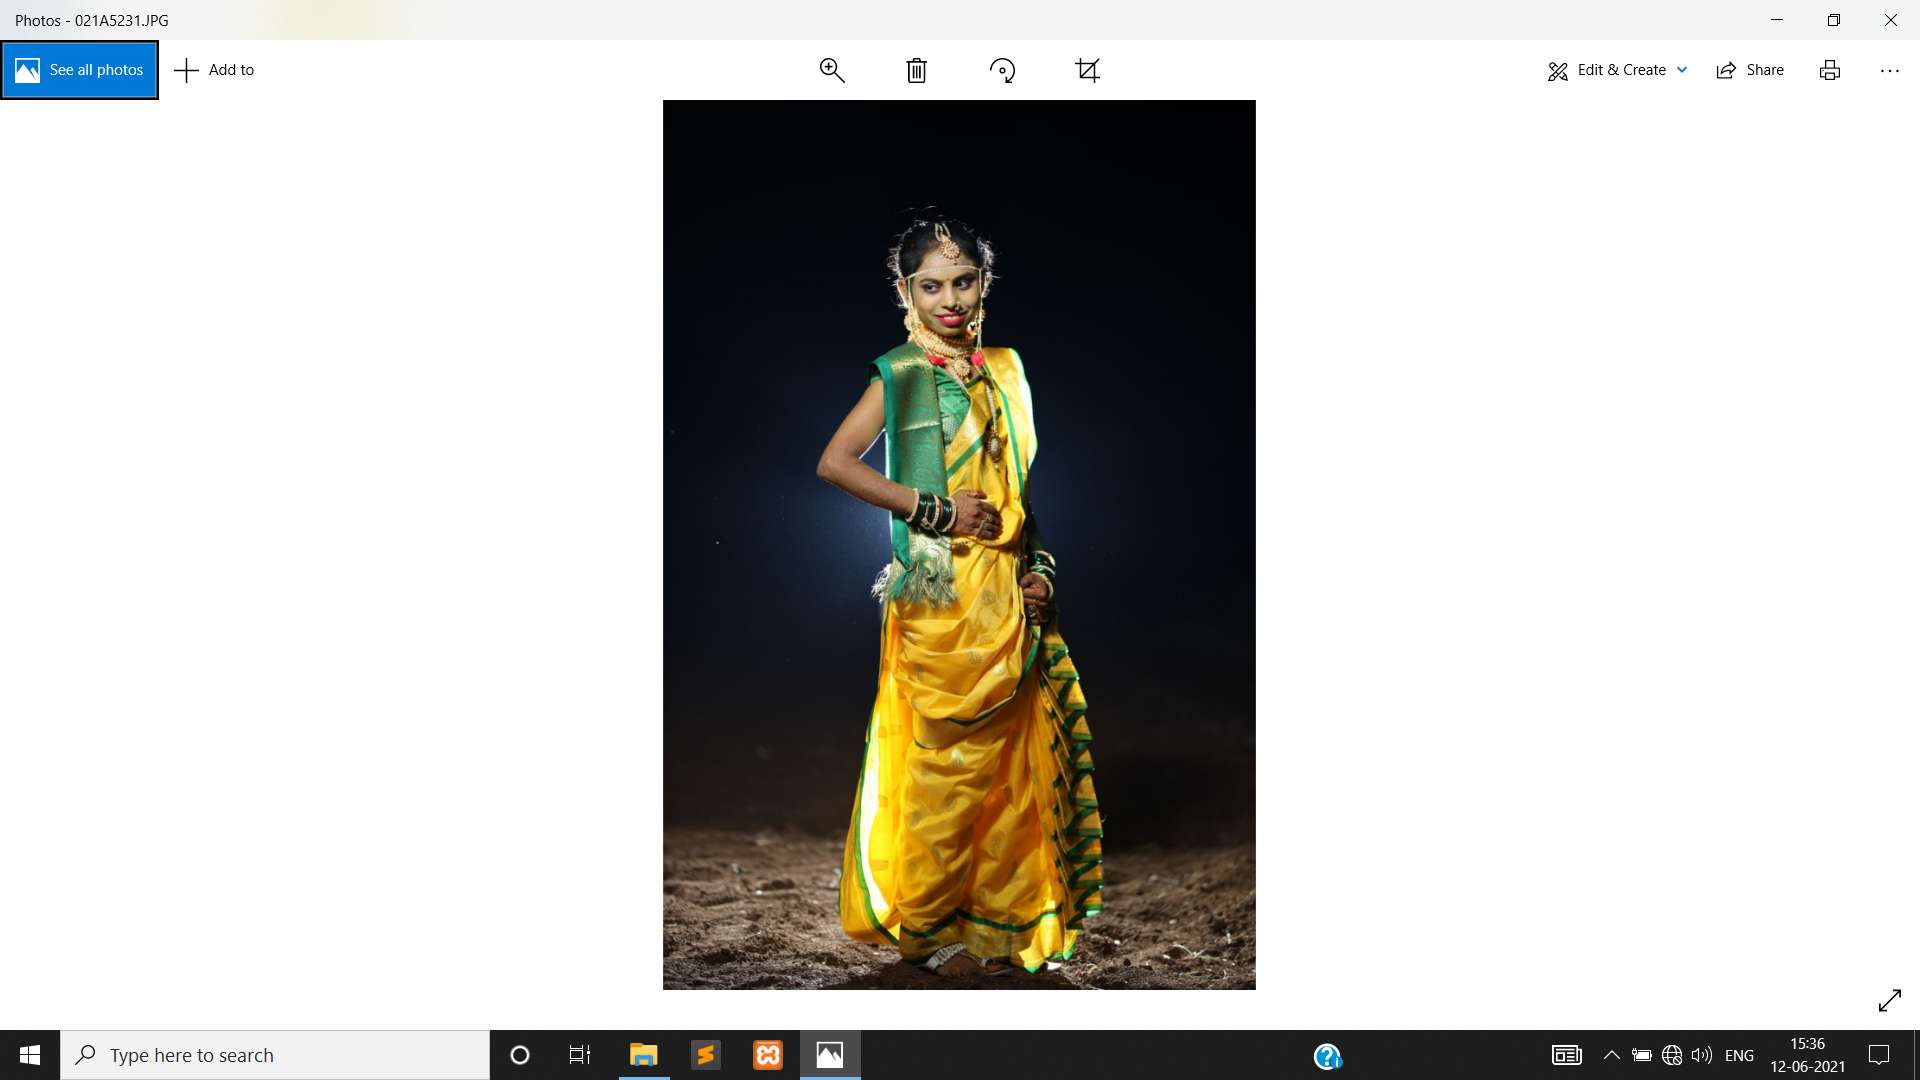 Photos - 021A5231.JPG
See all photos
Add to
Edit & Create
Share
Type here to search
ENG
15:36
12-06-2021